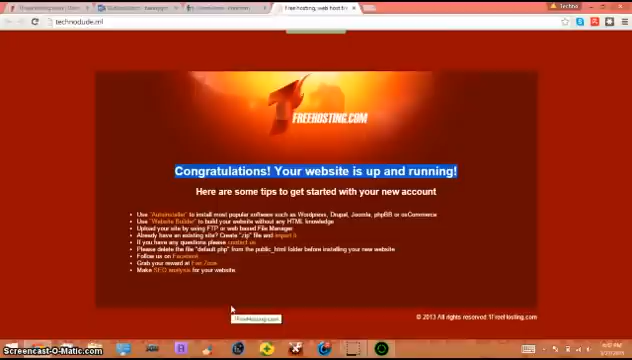 Free hosting, web host fr
Techno
technodude.ml
FREEHOSTING.COM
Congratulations! Your website is up and running!
Here are some tips to get started with your new account
Use "Autoinstaller" to install most popular software such as Wordpress, Drupal, Joomla, phpBB or osCommerce
Use "Website Builder" to build your website without any HTML knowledge
Upload your site by using FTP or web based File Manager
Already have an existing site? Create ".zip" file and import it
If you have any questions please contact us
Please delete the file "default.php" from the public_html folder before installing your new website
Follow us on Facebook
Grab your reward at Fan Zone
Make SEO analysis for your website
1FreeHosting.com
© 2013 All rights reserved 1FreeHosting.com
Screencast-O-Matic.com